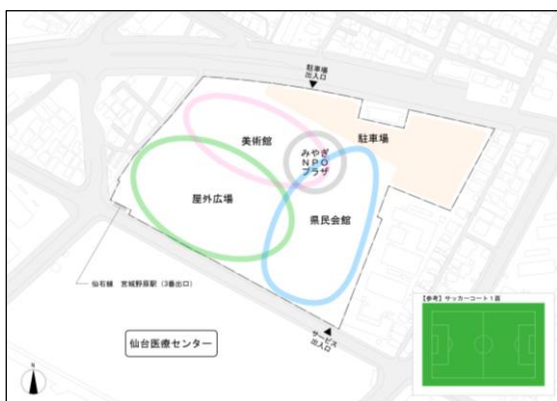 駐車場
出入口
美術館
駐車場
みやぎ
NPO
プラザ
屋外広場
県民会館
仙石線 宮城野原駅（3番出口）
サービス
出入口
【参考】サッカーコート1面
仙台医療センター
N